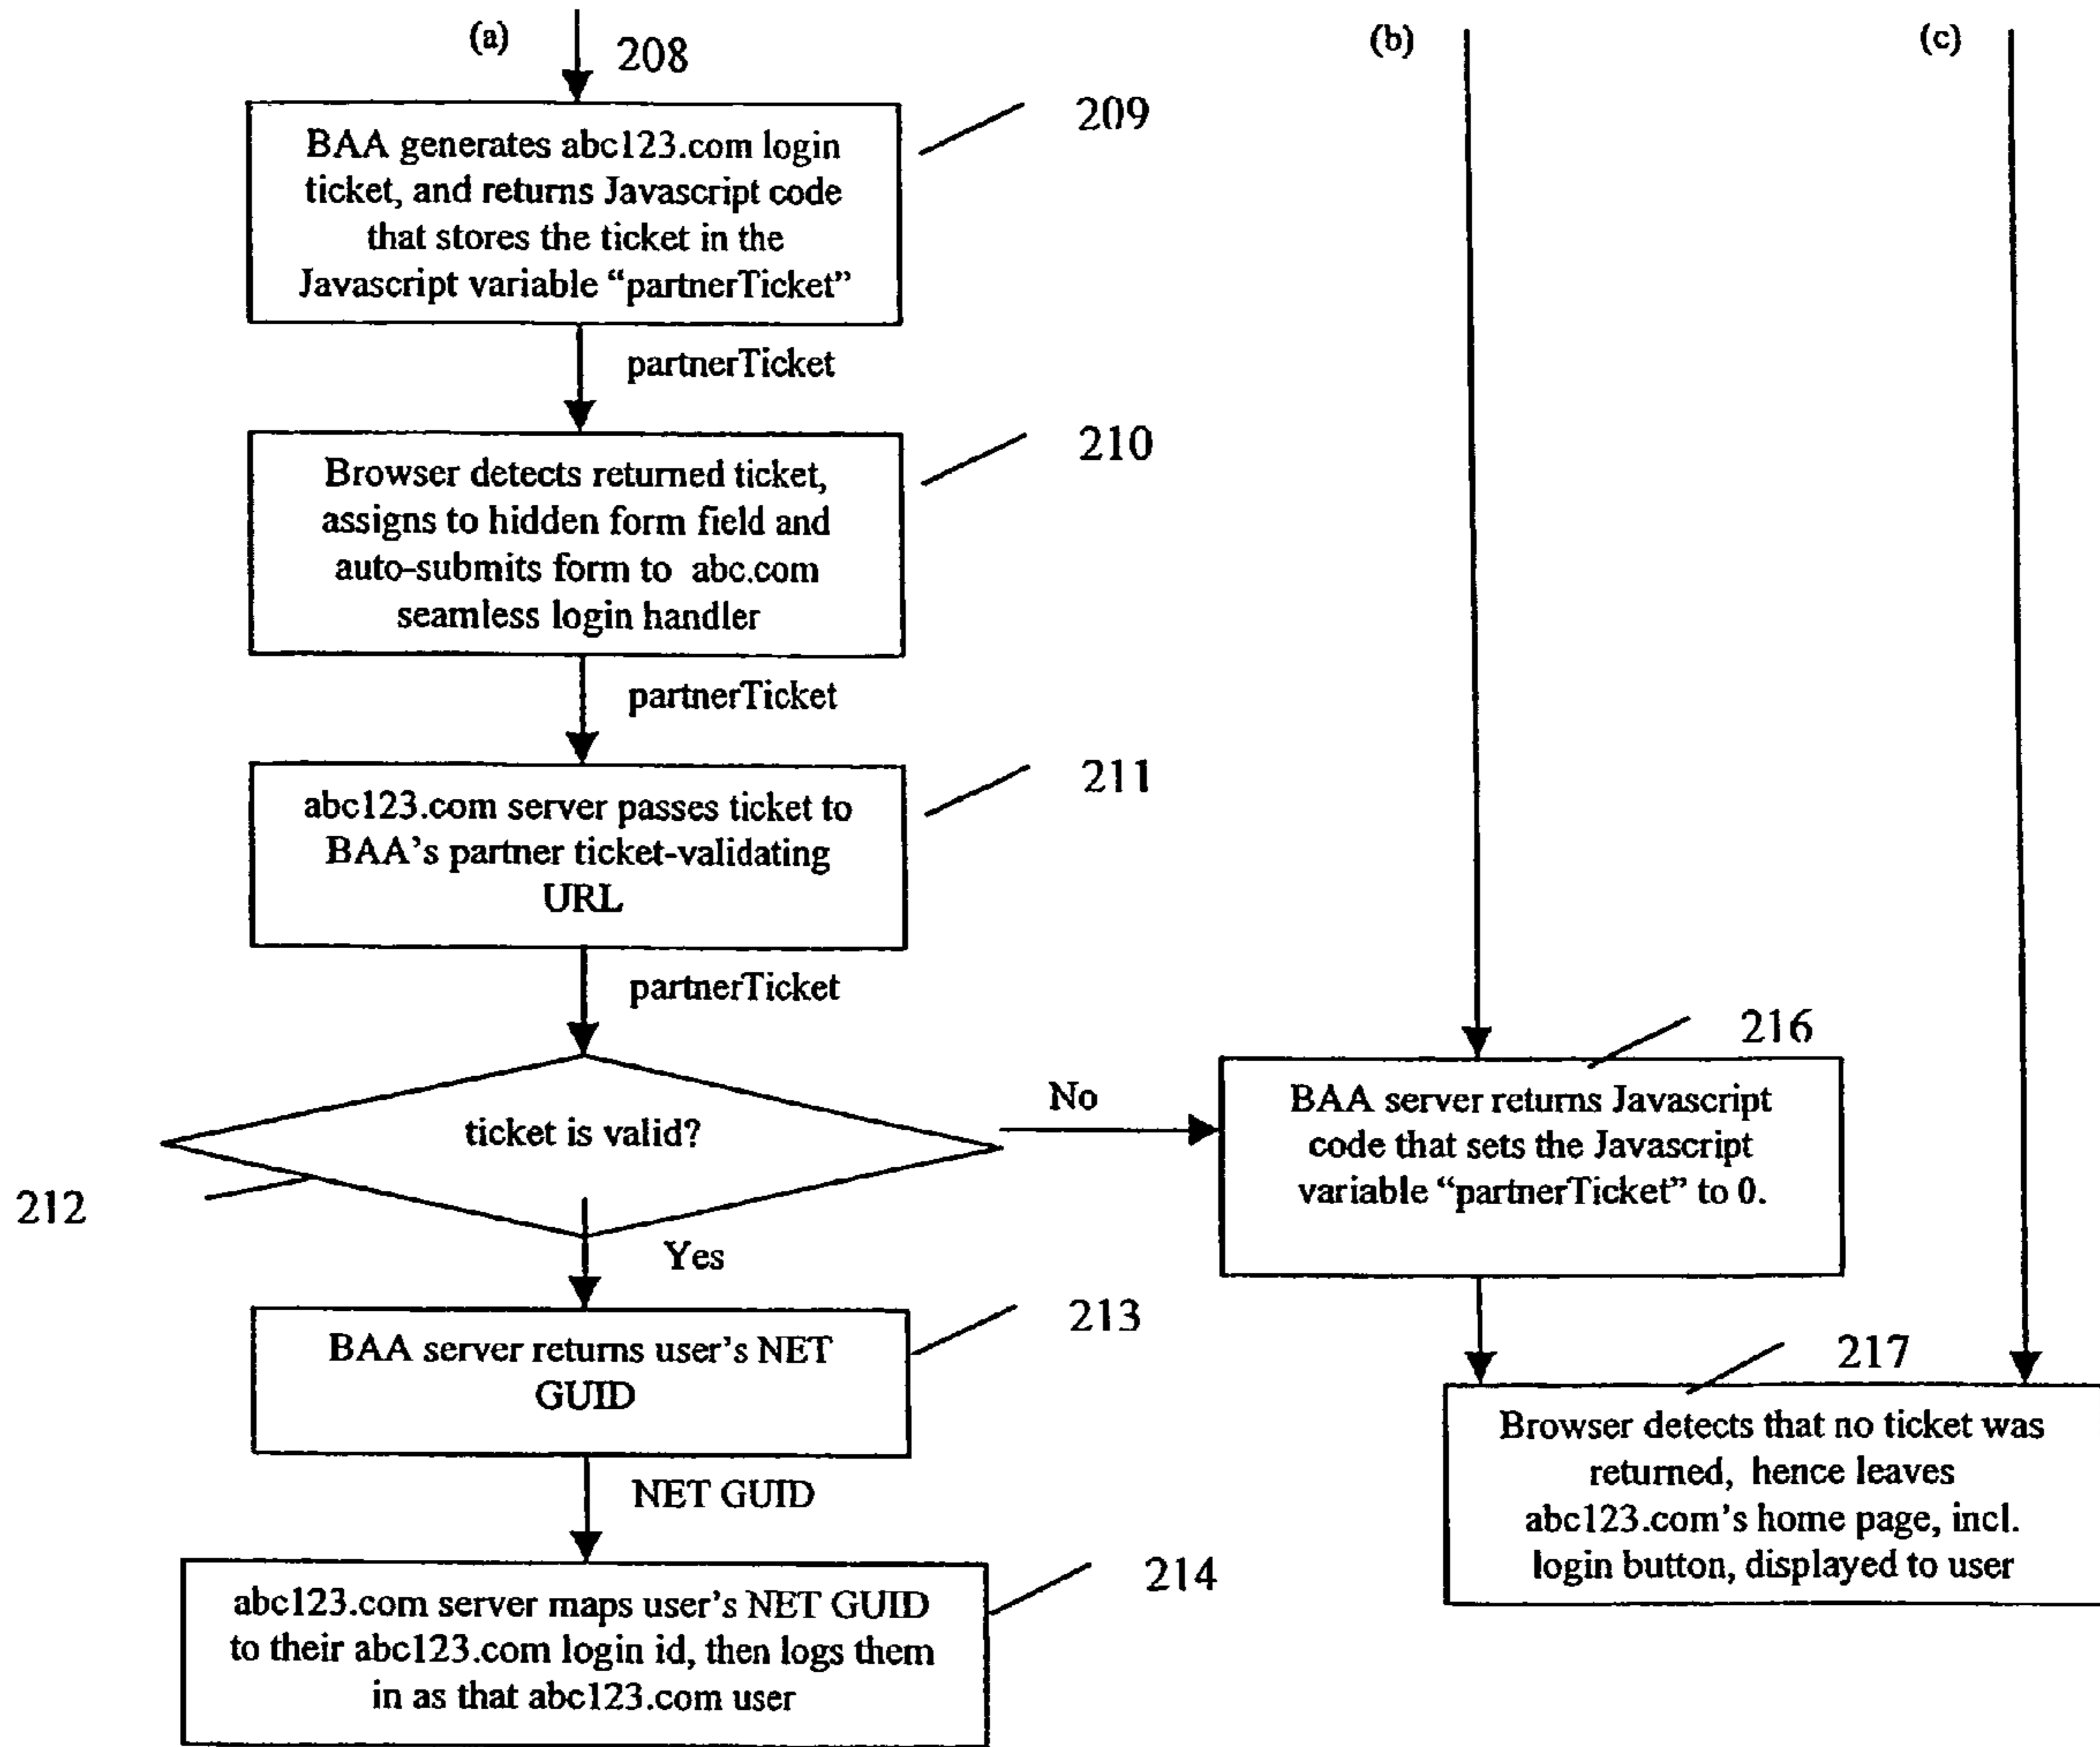 (a)
208
(b)
(c)
209
BAA generates abc123.com login
ticket, and returns Javascript code
that stores the ticket in the
Javascript variable “partnerTicket”
partnerTicket
210
Browser detects returned ticket,
assigns to hidden form field and
auto-submits form to abc.com
seamless login handler
partnerTicket
211
abc123.com server passes ticket to
BAA’s partner ticket-validating
URL
partnerTicket
ticket is valid?
212
No
Yes
216
BAA server returns Javascript
code that sets the Javascript
variable “partnerTicket” to 0.
213
BAA server returns user’s NET
GUID
NET GUID
217
Browser detects that no ticket was
returned, hence leaves
abc123.com’s home page, incl.
login button, displayed to user
214
abc123.com server maps user’s NET GUID
to their abc123.com login id, then logs them
in as that abc123.com user